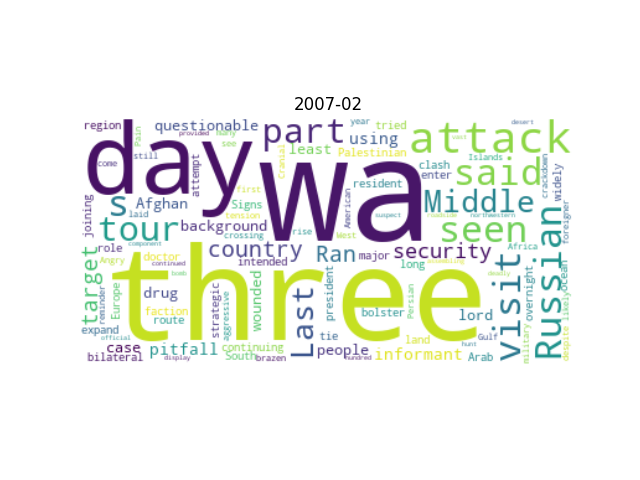 2007-02
region
questionable
part
year
tried
desert
Pain
provided
many
see
using
attack
day
wa
least
Palestinian
still
come
attempt
cranial
clash
Islands
said
crackdown
widely
enter
resident
first
s
Afghan
Signs
tension
American
suspect
Middle
roadside
northwestern
foreigner
joining
laid
tour
background
crossing
rise
West
seen
Russian
role
component
country
Ran
major
security
Africa
target
Angry
doctor
continued
intended
long
three
bomb
deadly
ocean
reminder
Europe
drug
strategic
aggressive
wounded
Last
president
Persian
visit
overnight
likely
expand
faction
route
bolster
lord
official
tie
land
Gulf
hunt
military
despite
case
pitfall
continuing
people
informant
Arab
bilateral
display
South
brazen
hundred
vast